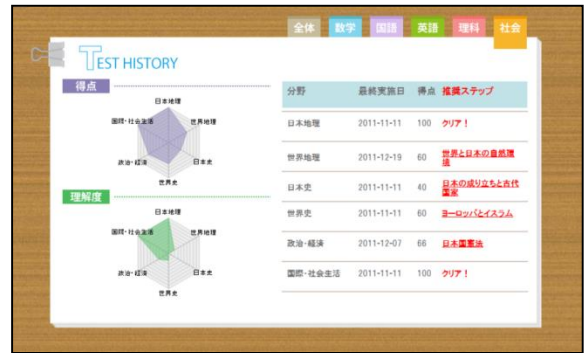 全体 数学 国語 英語 理科 社会
TEST HISTORY
得点
日本地理
世界地理
日本史
世界史
政治・経済
国際・社会生活
理解度
日本地理
世界地理
日本史
世界史
政治・経済
国際・社会生活
分野 最終実施日 得点 推奨ステップ
日本地理 2011-11-11 100 クリア！
世界地理 2011-12-19 60 世界と日本の自然環
境
日本史 2011-11-11 40 日本の成り立ちと古代
国家
世界史 2011-11-11 60 ヨーロッパとイスラム
政治・経済 2011-12-07 66 日本国憲法
国際・社会生活 2011-11-11 100 クリア！